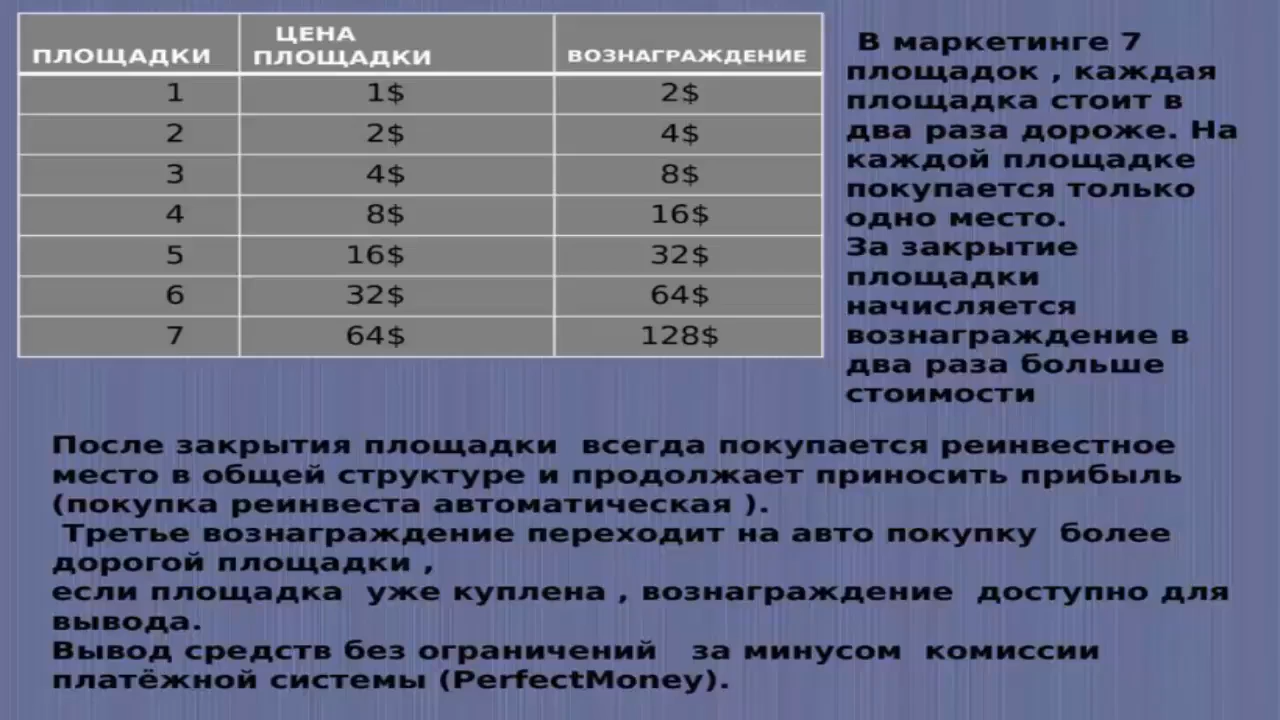 ПЛОЩАДКИ ЦЕНА ПЛОЩАДКИ ВОЗНАГРАЖДЕНИЕ
1 1$ 2$
2 2$ 4$
3 4$ 8$
4 8$ 16$
5 16$ 32$
6 32$ 64$
7 64$ 128$
В маркетинге 7
площадок , каждая
площадка стоит в
два раза дороже. На
каждой площадке
покупается только
одно место.
За закрытие
площадки
начисляется
вознаграждение в
два раза больше
стоимости
После закрытия площадки всегда покупается реинвестное
место в общей структуре и продолжает приносить прибыль
(покупка реинвеста автоматическая ).
Третье вознаграждение переходит на авто покупку более
дорогой площадки ,
если площадка уже куплена , вознаграждение доступно для
вывода.
Вывод средств без ограничений за минусом комиссии
платёжной системы (PerfectMoney).